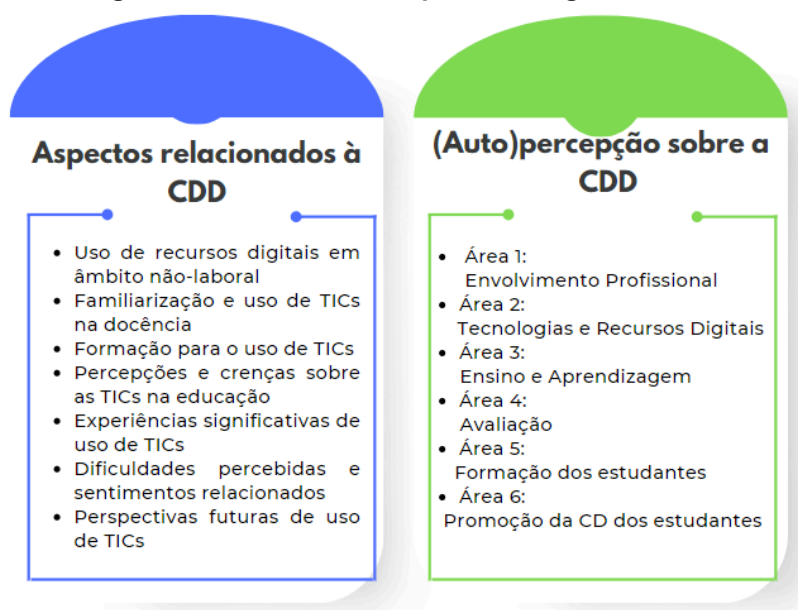 Aspectos relacionados à
CDD
• Uso de recursos digitais em
âmbito não-laboral
• Familiarização e uso de TICs
na docência
• Formação para o uso de TICs
• Percepções e crenças sobre
as TICs na educação
• Experiências significativas de
uso de TICs
• Dificuldades percebidas e
sentimentos relacionados
• Perspectivas futuras de uso
de TICs
(Auto)percepção sobre a
CDD
• Área 1:
Envolvimento Profissional
• Área 2:
Tecnologias e Recursos Digitais
• Área 3:
Ensino e Aprendizagem
• Área 4:
Avaliação
• Área 5:
Formação dos estudantes
• Área 6:
Promoção da CD dos estudantes